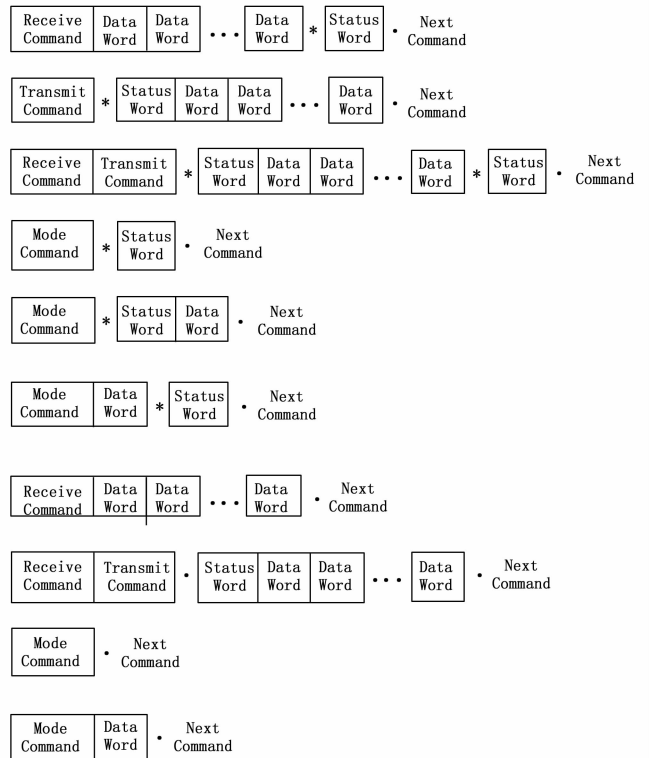 Receive Data Data ... Data * Status . Next
Command Word Word Word Word Command
Transmit * Status Data Data ... Data . Next
Command Word Word Word Word Command
Receive Transmit * Status Data Data ... Data * Status . Next
Command Command Word Word Word Word Word Command
Mode * Status . Next
Command Word Command
Mode * Status Data . Next
Command Word Word Command
Mode Data * Status . Next
Command Word Word Command
Receive Data Data ... Data . Next
Command Word Word Word Command
Receive Transmit . Status Data Data ... Data . Next
Command Command Word Word Word Word Command
Mode . Next
Command Command
Mode Data . Next
Command Word Command